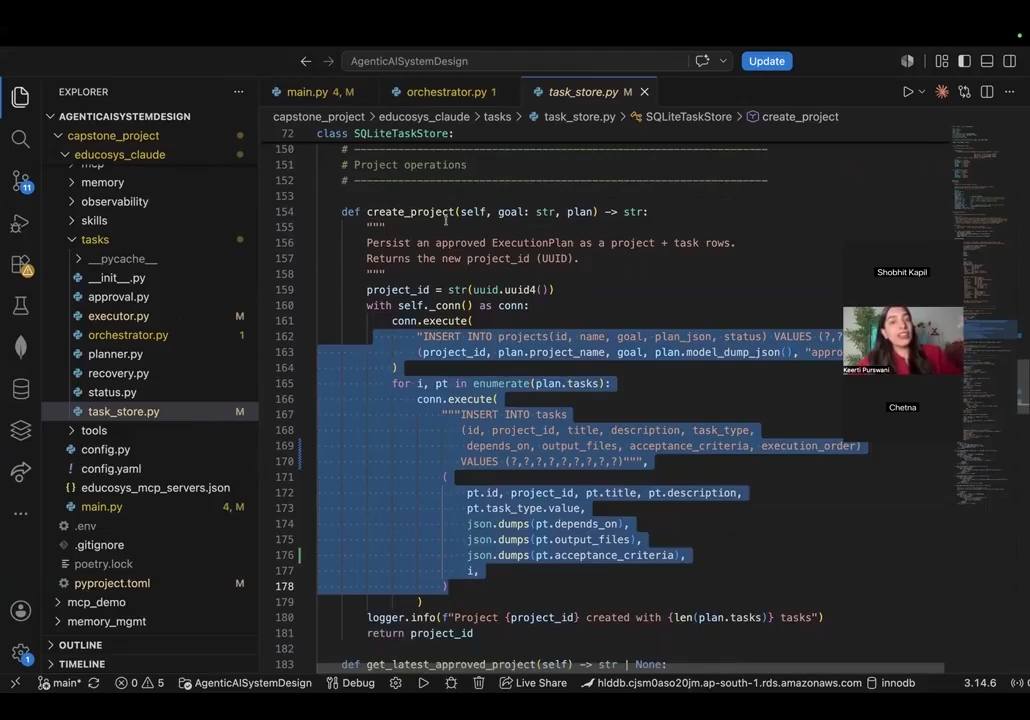 AgenticAISystemDesign
Update
EXPLORER
main.py 4, M
orchestrator.py 1
task_store.py M
AGENTICAISYSTEMDESIGN
capstone_project
educosys_claude
memory
observability
skills
tasks
__pycache__
__init__.py
approval.py
executor.py M
orchestrator.py 1
planner.py
recovery.py
status.py
task_store.py M
tools
config.py
config.yaml
educosys_mcp_servers.json
main.py 4, M
.env
.gitignore
poetry.lock
pyproject.toml M
mcp_demo
memory_mgmt
OUTLINE
TIMELINE
11
1
capstone_project > educosys_claude > tasks > task_store.py > SQLiteTaskStore > create_project
72 class SQLiteTaskStore:
150 # ------------------------------------------------------------------
151 # Project operations
152 # ------------------------------------------------------------------
153
154 def create_project(self, goal: str, plan) -> str:
155 """
156 Persist an approved ExecutionPlan as a project + task rows.
157 Returns the new project_id (UUID).
158 """
159 project_id = str(uuid.uuid4())
160 with self._conn() as conn:
161 conn.execute(
162 "INSERT INTO projects(id, name, goal, plan_json, status) VALUES (?,?
163 (project_id, plan.project_name, goal, plan.model_dump_json(), "appro
164 )
165 for i, pt in enumerate(plan.tasks):
166 conn.execute(
167 """INSERT INTO tasks
168 (id, project_id, title, description, task_type,
169 depends_on, output_files, acceptance_criteria, execution_order)
170 VALUES (?,?,?,?,?,?,?,?,?)""",
171 (
172 pt.id, project_id, pt.title, pt.description,
173 pt.task_type.value,
174 json.dumps(pt.depends_on),
175 json.dumps(pt.output_files),
176 json.dumps(pt.acceptance_criteria),
177 i,
178 )
179 )
180 logger.info(f"Project {project_id} created with {len(plan.tasks)} tasks")
181 return project_id
182
183 def get_latest_approved_project(self) -> str | None:
Shobhit Kapil
Keerti Purswani
Chetna
main* 0 5 AgenticAISystemDesign Debug Live Share hlddb.cjsm0aso20jm.ap-south-1.rds.amazonaws.com innodb 3.14.6